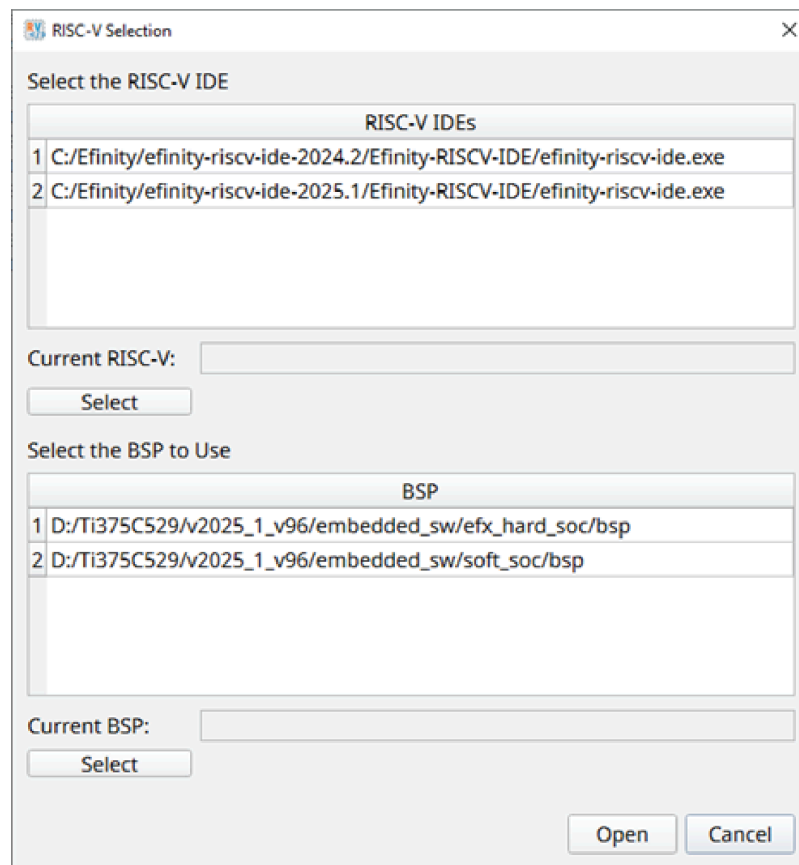 RISC-V Selection
Select the RISC-V IDE
RISC-V IDEs
1 C:/Efinity/efinity-riscv-ide-2024.2/Efinity-RISCV-IDE/efinity-riscv-ide.exe
2 C:/Efinity/efinity-riscv-ide-2025.1/Efinity-RISCV-IDE/efinity-riscv-ide.exe
Current RISC-V:
Select
Select the BSP to Use
BSP
1 D:/Ti375C529/v2025_1_v96/embedded_sw/efx_hard_soc/bsp
2 D:/Ti375C529/v2025_1_v96/embedded_sw/soft_soc/bsp
Current BSP:
Select
Open Cancel